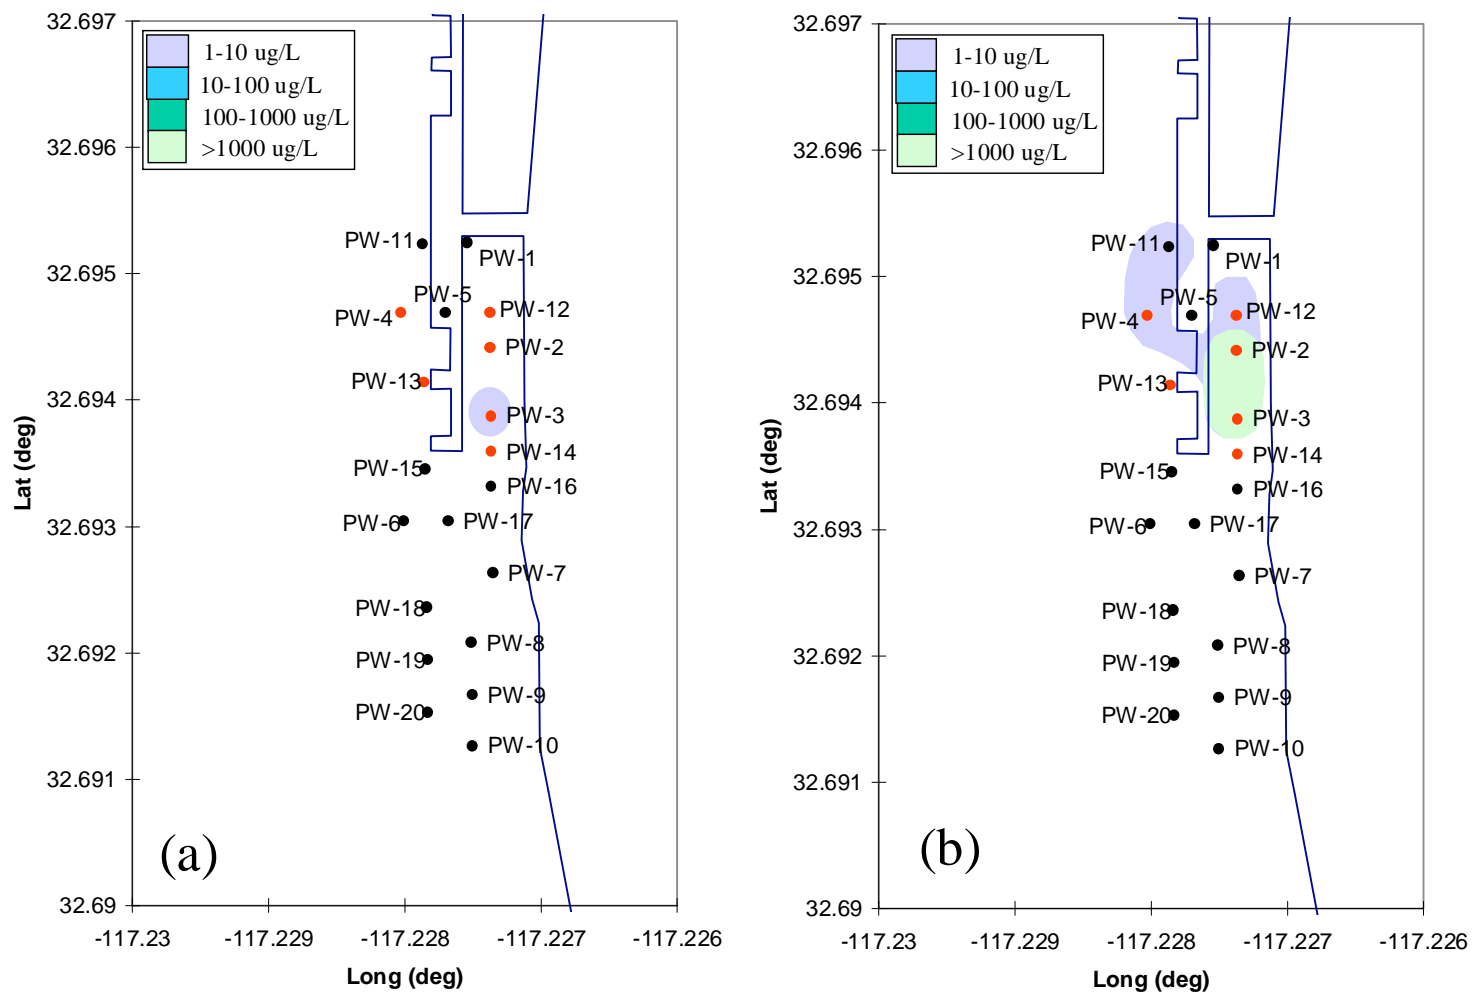 32.697
1-10 ug/L
10-100 ug/L
100-1000 ug/L
>1000 ug/L
32.696
PW-11
PW-1
32.695
PW-5
PW-4
PW-12
PW-2
PW-13
32.694
PW-3
PW-14
PW-15
PW-16
PW-6
PW-17
32.693
PW-7
PW-18
PW-8
32.692
PW-19
PW-9
PW-20
PW-10
32.691
(a)
32.69
-117.23
-117.229
-117.228
-117.227
-117.226
Long (deg)
Lat (deg)
32.697
1-10 ug/L
10-100 ug/L
100-1000 ug/L
>1000 ug/L
32.696
PW-11
PW-1
32.695
PW-5
PW-4
PW-12
PW-2
PW-13
32.694
PW-3
PW-14
PW-15
PW-16
PW-6
PW-17
32.693
PW-7
PW-18
PW-8
32.692
PW-19
PW-9
PW-20
PW-10
32.691
(b)
32.69
-117.23
-117.229
-117.228
-117.227
-117.226
Long (deg)
Lat (deg)